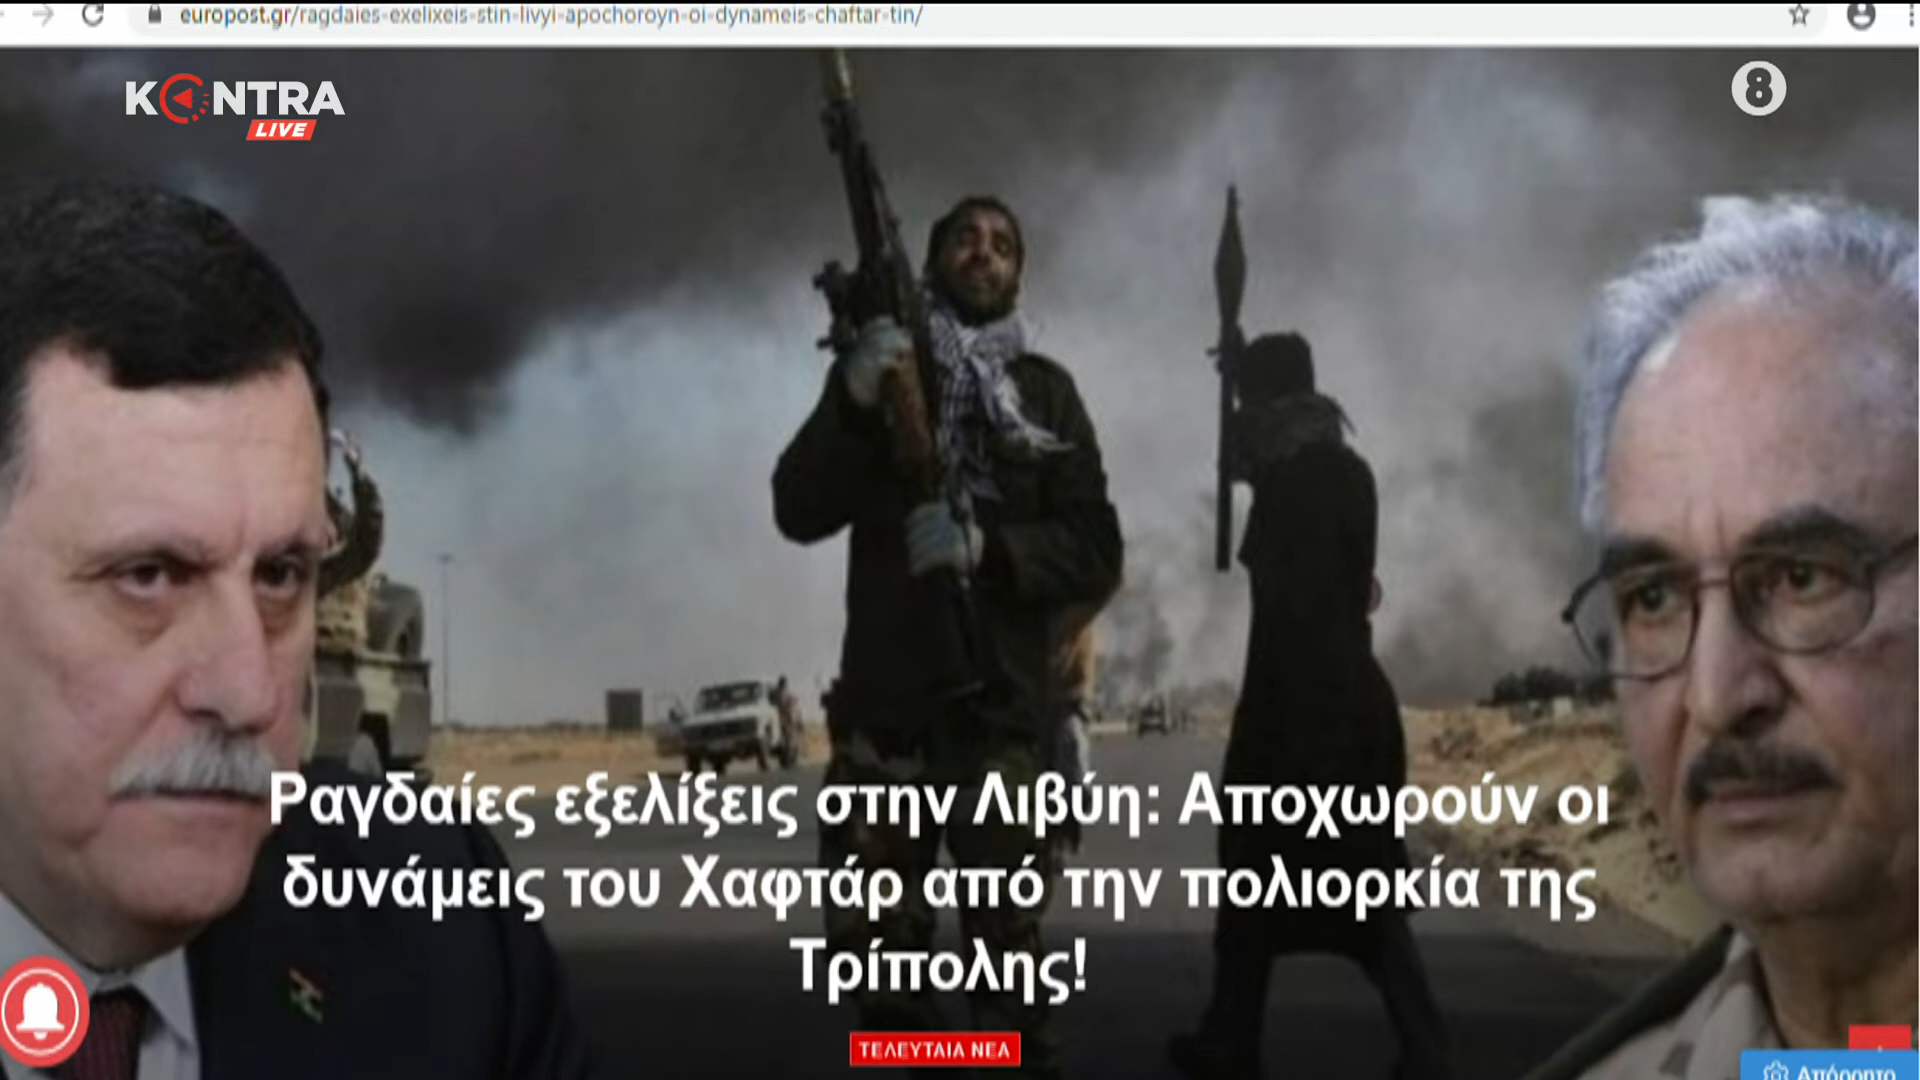 europost.gr/ragdaies-exelixeis-stin-livyi-apochoroyn-oi-dynameis-chaftar-tin/
KONTRA
LIVE
8
Ραγδαίες εξελίξεις στην Λιβύη: Αποχωρούν οι
δυνάμεις του Χαφτάρ από την πολιορκία της
Τρίπολης!
ΤΕΛΕΥΤΑΙΑ ΝΕΑ
Απόρρητο